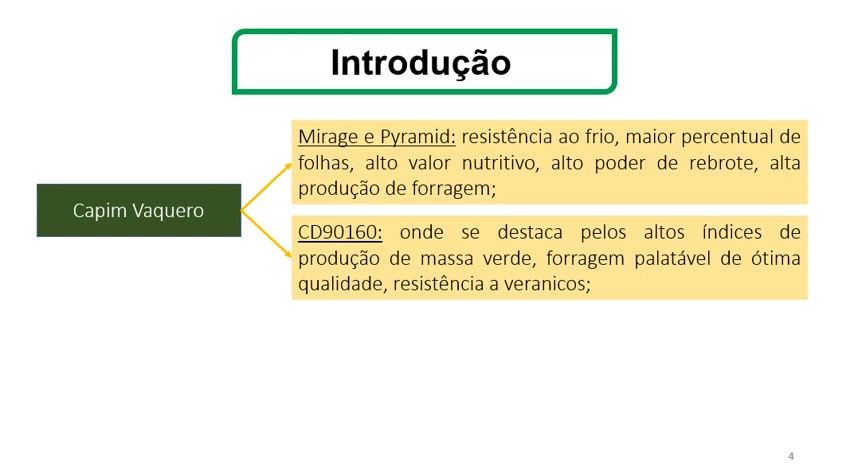 Introdução
Mirage e Pyramid: resistência ao frio, maior percentual de
folhas, alto valor nutritivo, alto poder de rebrote, alta
produção de forragem;
Capim Vaquero
CD90160: onde se destaca pelos altos índices de
produção de massa verde, forragem palatável de ótima
qualidade, resistência a veranicos;
4